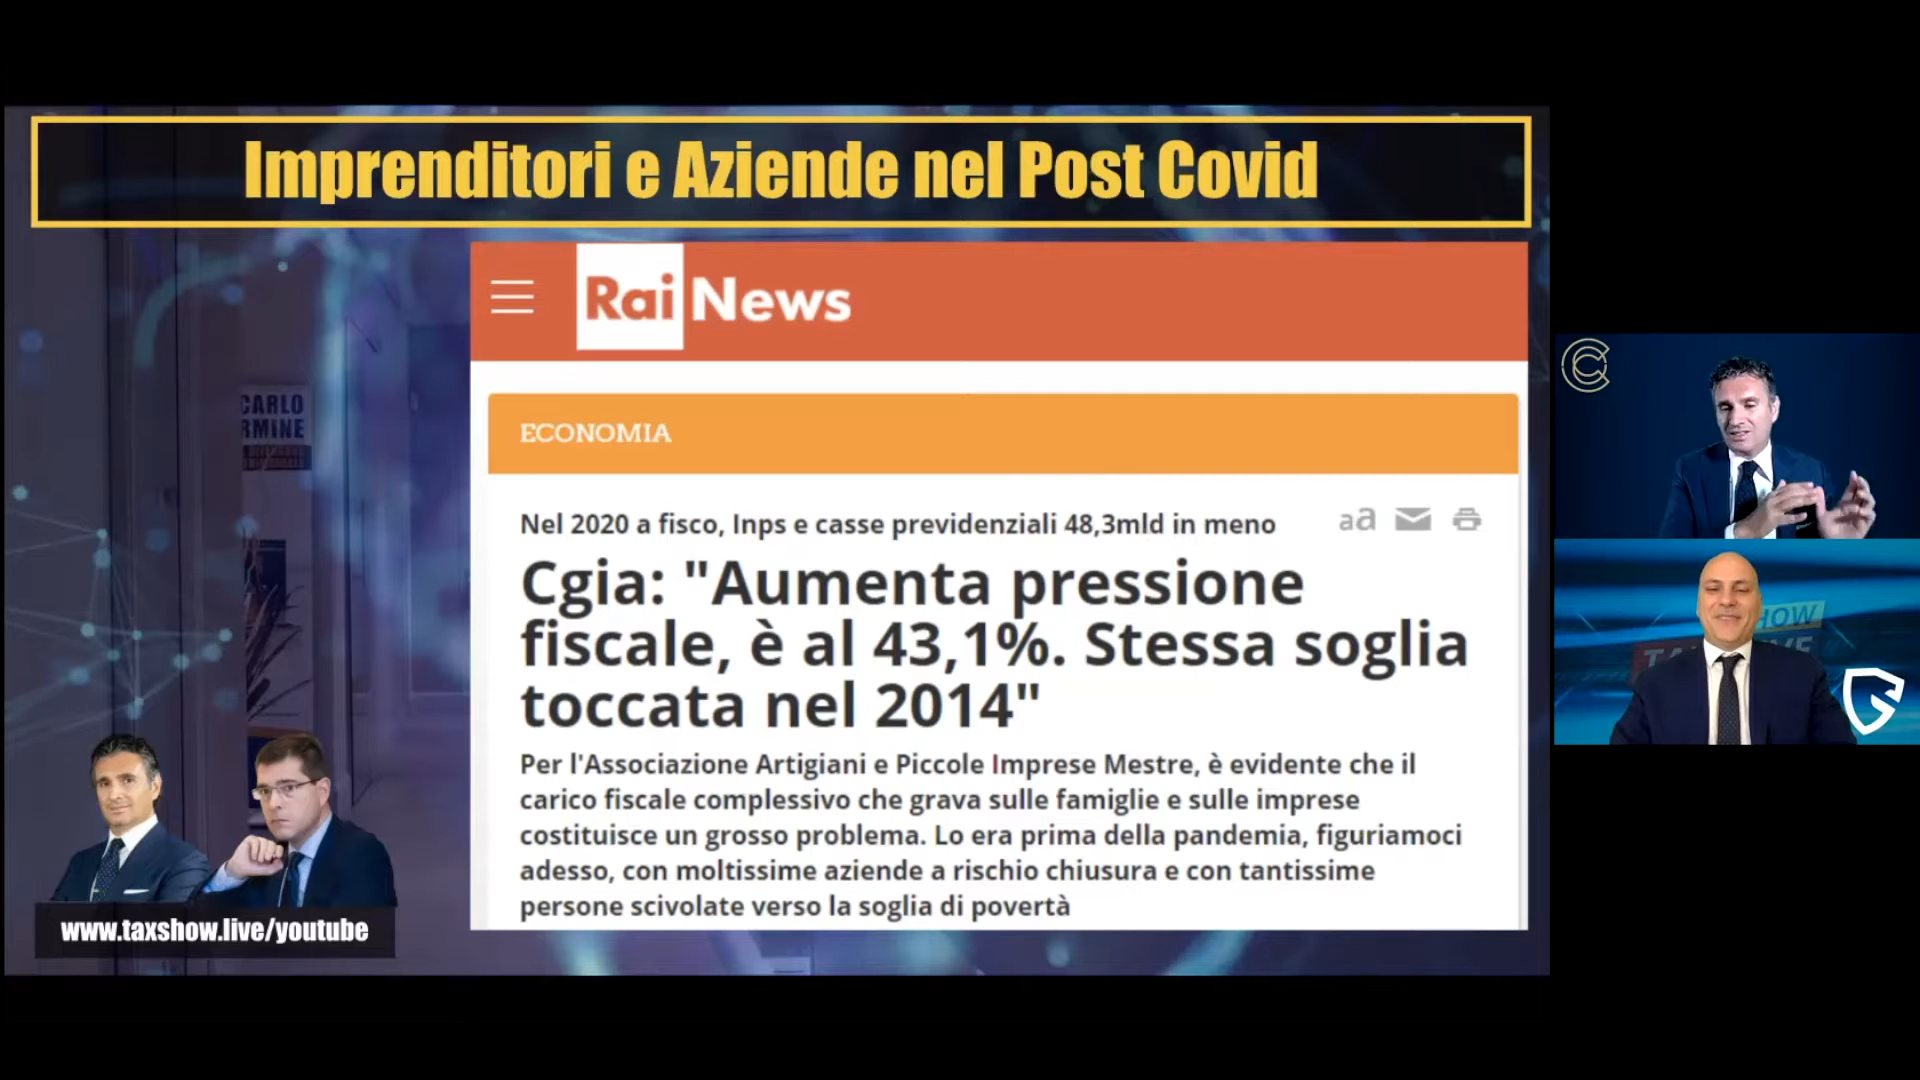 Imprenditori e Aziende nel Post Covid
Rai News
ECONOMIA
Nel 2020 a fisco, Inps e casse previdenziali 48,3mld in meno
aa
Cgia: "Aumenta pressione
fiscale, è al 43,1%. Stessa soglia
toccata nel 2014"
Per l'Associazione Artigiani e Piccole Imprese Mestre, è evidente che il
carico fiscale complessivo che grava sulle famiglie e sulle imprese
costituisce un grosso problema. Lo era prima della pandemia, figuriamoci
adesso, con moltissime aziende a rischio chiusura e con tantissime
persone scivolate verso la soglia di povertà
CARLO
RMINE
www.taxshow.live/youtube